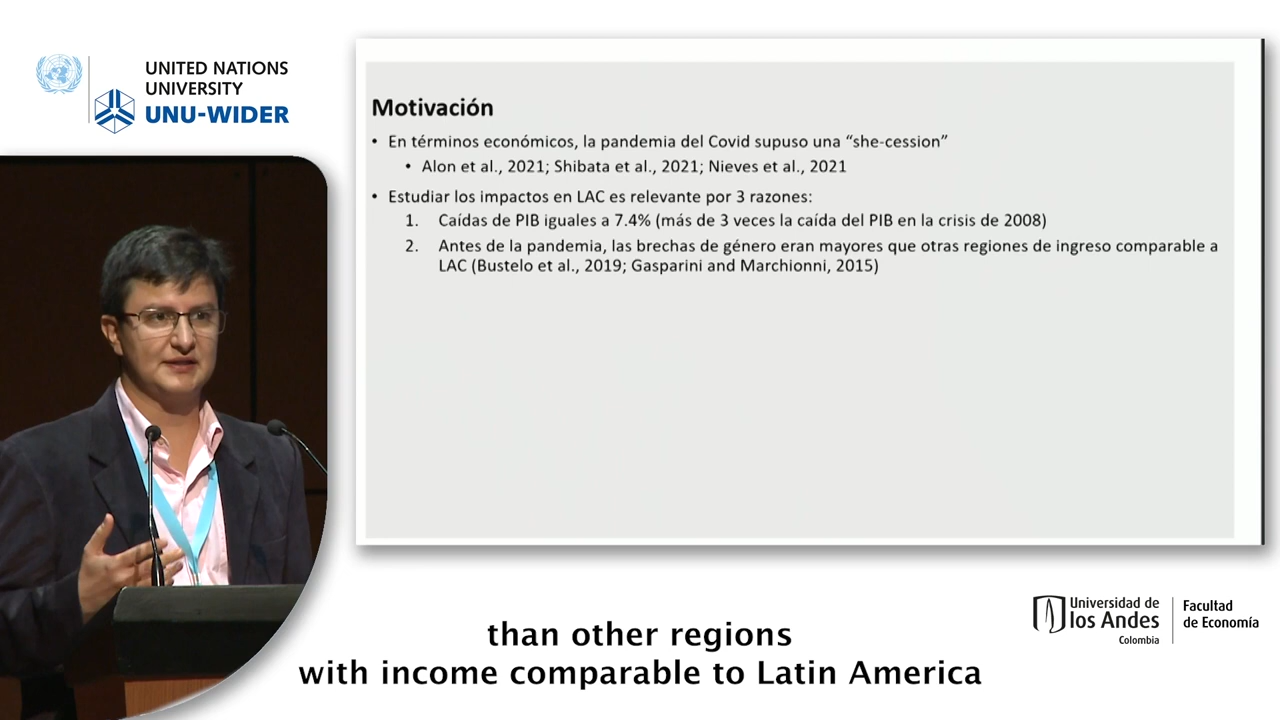 UNITED NATIONS
UNIVERSITY
UNU-WIDER
Motivación
• En términos económicos, la pandemia del Covid supuso una “she-cession”
• Alon et al., 2021; Shibata et al., 2021; Nieves et al., 2021
• Estudiar los impactos en LAC es relevante por 3 razones:
1. Caídas de PIB iguales a 7.4% (más de 3 veces la caída del PIB en la crisis de 2008)
2. Antes de la pandemia, las brechas de género eran mayores que otras regiones de ingreso comparable a
LAC (Bustelo et al., 2019; Gasparini and Marchionni, 2015)
Universidad de
los Andes
Colombia
Facultad
de Economía
than other regions
with income comparable to Latin America